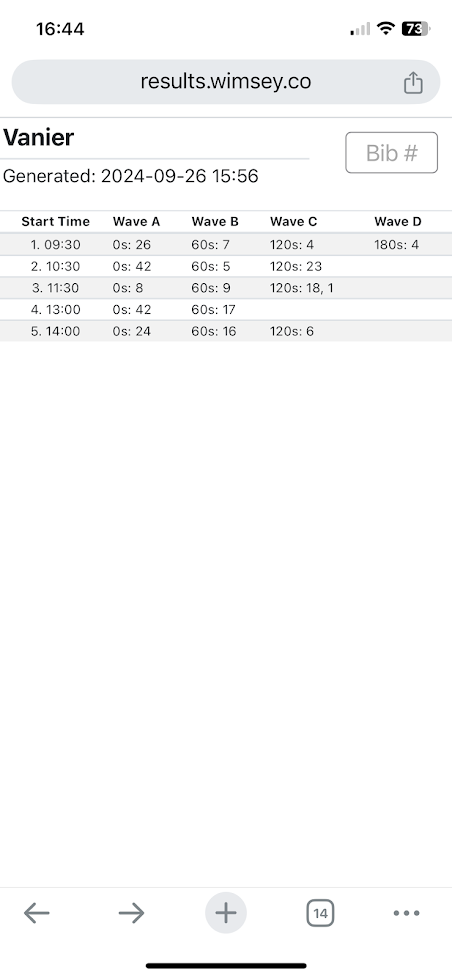 16:44
73
results.wimsey.co
Vanier
Bib #
Generated: 2024-09-26 15:56
Start Time Wave A Wave B Wave C Wave D
1. 09:30 0s: 26 60s: 7 120s: 4 180s: 4
2. 10:30 0s: 42 60s: 5 120s: 23
3. 11:30 0s: 8 60s: 9 120s: 18, 1
4. 13:00 0s: 42 60s: 17
5. 14:00 0s: 24 60s: 16 120s: 6
14